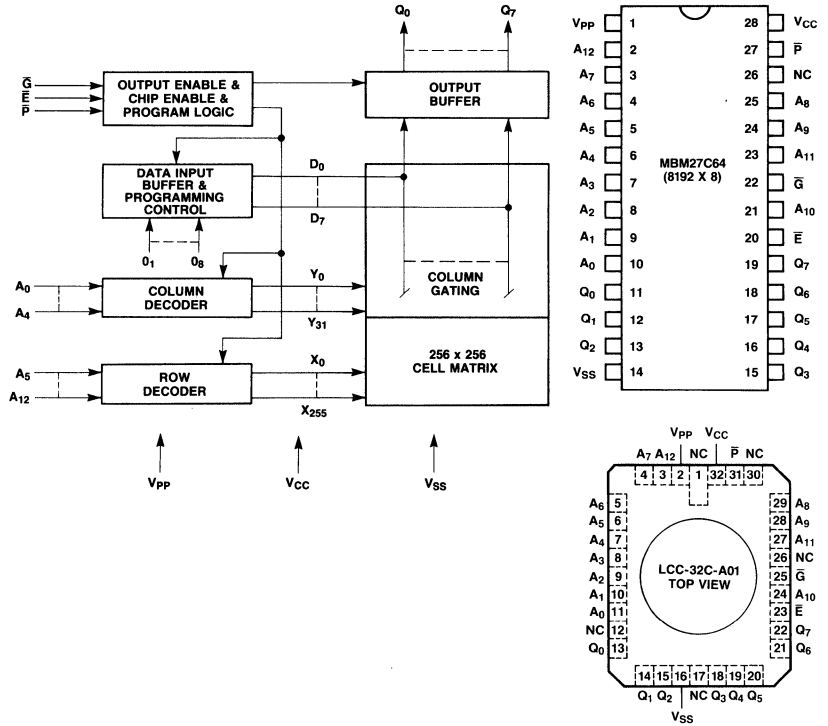 Q0 Q7
G̅
E̅
P̅
OUTPUT ENABLE &
CHIP ENABLE &
PROGRAM LOGIC
OUTPUT
BUFFER
DATA INPUT
BUFFER &
PROGRAMMING
CONTROL
D0
D7
01 08
A0
A4
COLUMN
DECODER
Y0
Y31
COLUMN
GATING
A5
A12
ROW
DECODER
X0
X255
256 x 256
CELL MATRIX
VPP VCC VSS
VPP 1 28 VCC
A12 2 27 P̅
A7 3 26 NC
A6 4 25 A8
A5 5 24 A9
A4 6 23 A11
MBM27C64
(8192 X 8)
A3 7 22 G̅
A2 8 21 A10
A1 9 20 E̅
A0 10 19 Q7
Q0 11 18 Q6
Q1 12 17 Q5
Q2 13 16 Q4
VSS 14 15 Q3
VPP VCC
A7 A12 NC P̅ NC
4 3 2 1 32 31 30
A6 5 29 A8
A5 6 28 A9
A4 7 27 A11
A3 8 26 NC
A2 9 25 G̅
A1 10 24 A10
A0 11 23 E̅
NC 12 22 Q7
Q0 13 21 Q6
LCC-32C-A01
TOP VIEW
14 15 16 17 18 19 20
Q1 Q2 NC Q3 Q4 Q5
VSS